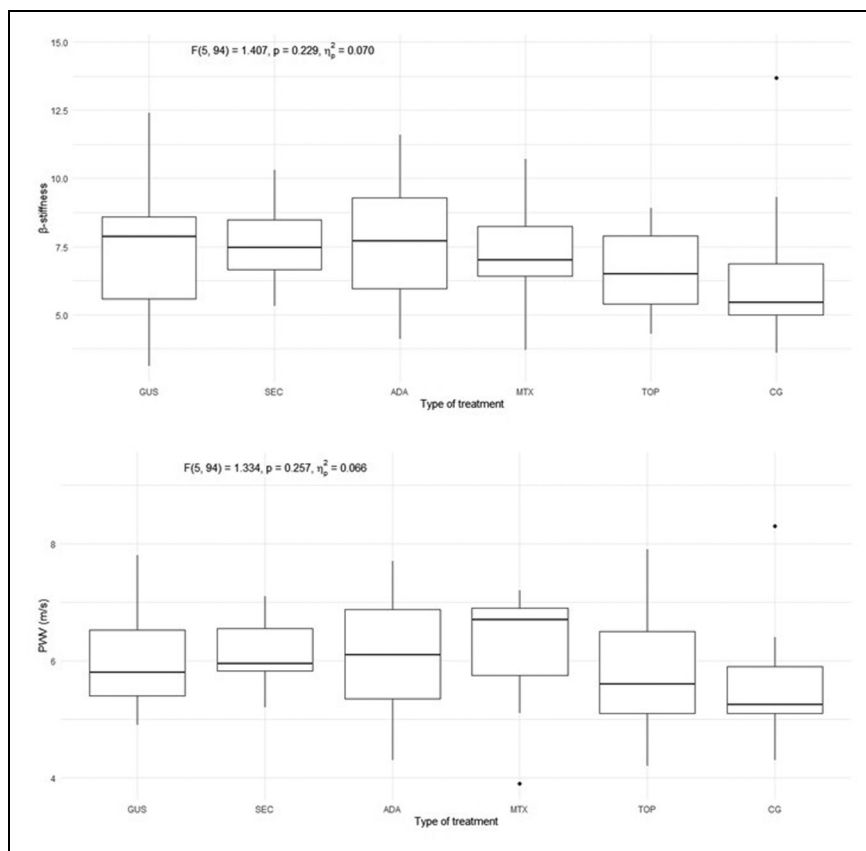 F(5, 94) = 1.407, p = 0.229, η²ₚ = 0.070
15.0
12.5
10.0
7.5
5.0
β-stiffness
GUS SEC ADA MTX TOP CG
Type of treatment
F(5, 94) = 1.334, p = 0.257, η²ₚ = 0.066
8
6
4
PWV (m/s)
GUS SEC ADA MTX TOP CG
Type of treatment